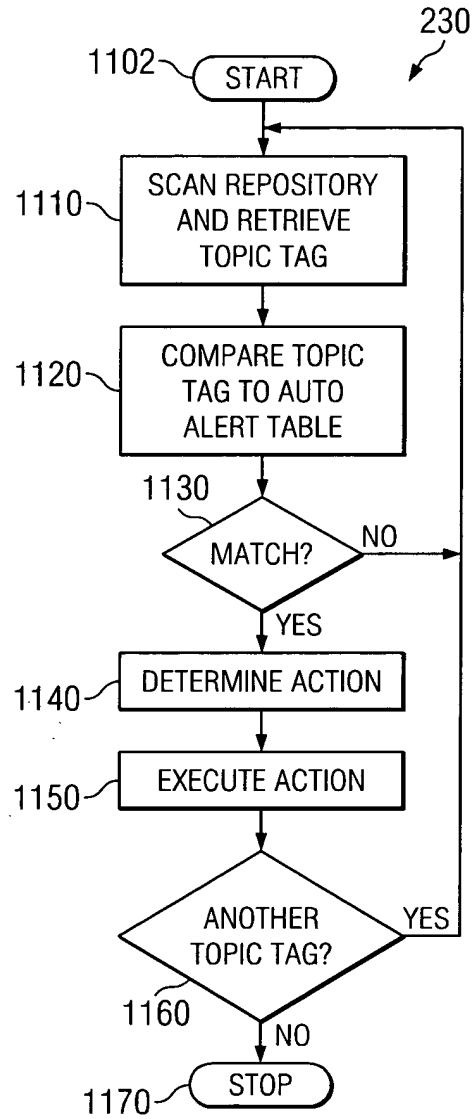 230
1102
START
1110
SCAN REPOSITORY
AND RETRIEVE
TOPIC TAG
1120
COMPARE TOPIC
TAG TO AUTO
ALERT TABLE
1130
MATCH?
NO
YES
1140
DETERMINE ACTION
1150
EXECUTE ACTION
ANOTHER
TOPIC TAG?
YES
1160
NO
1170
STOP